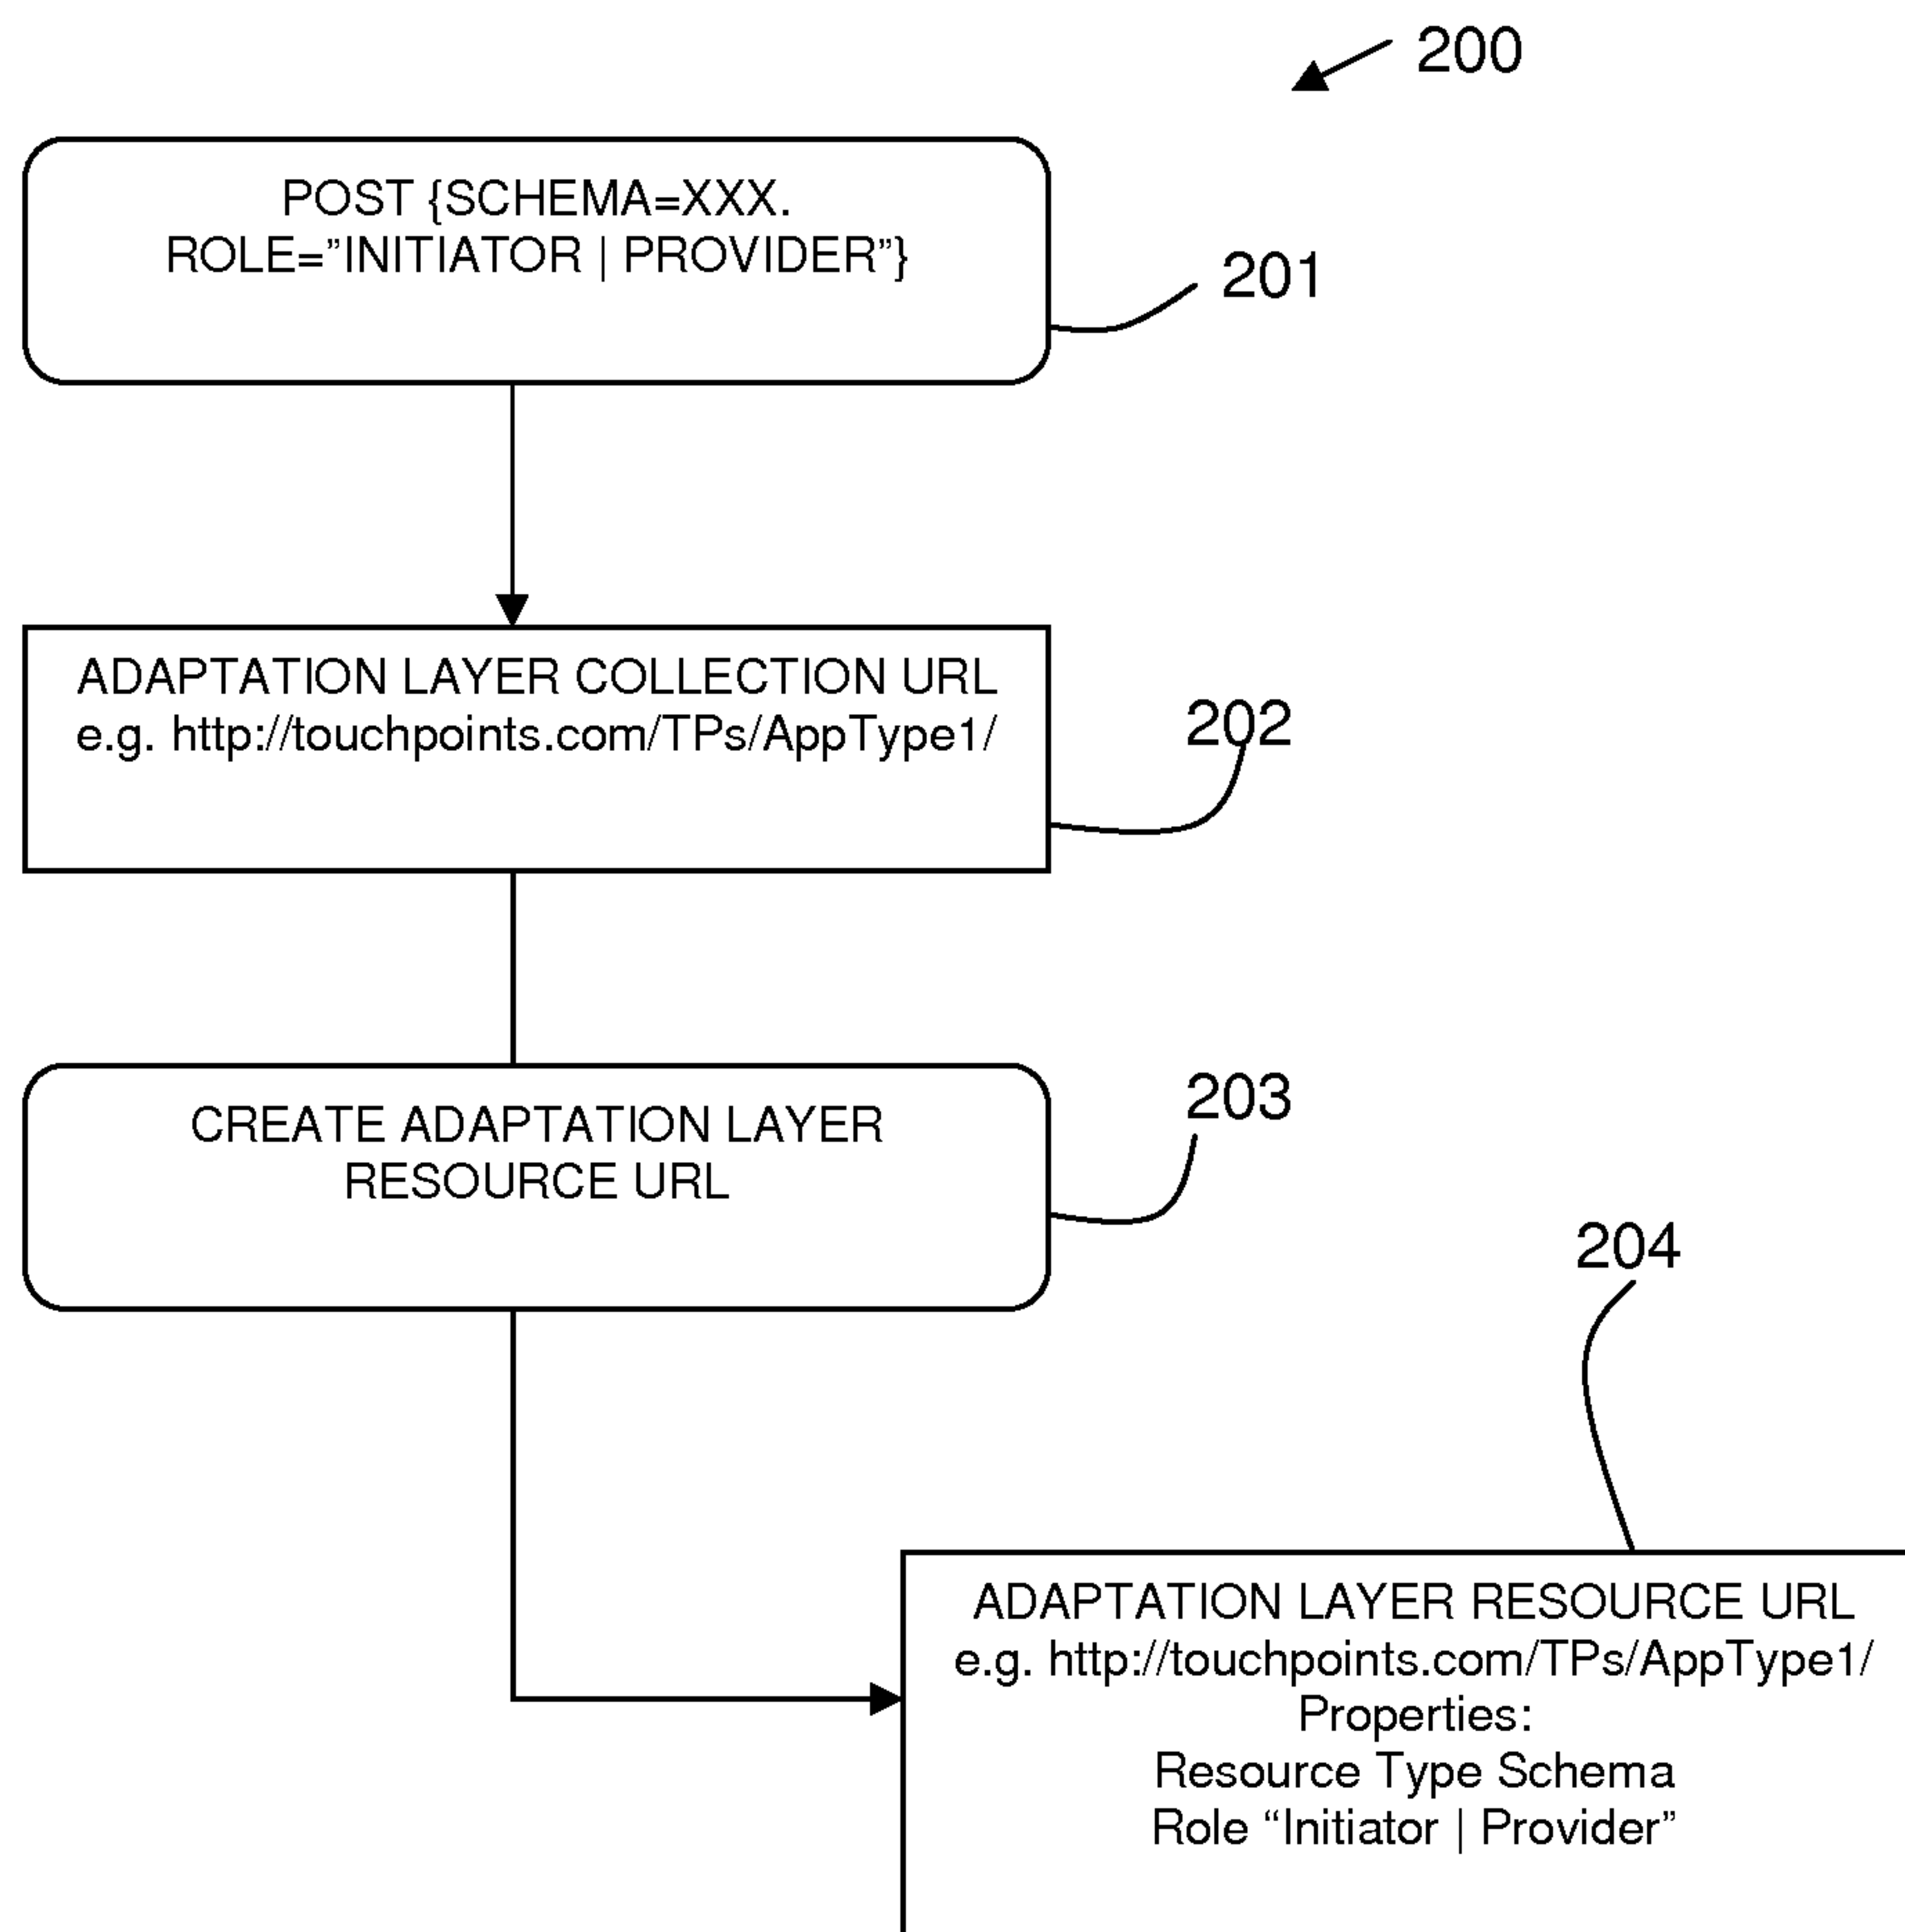 200
POST {SCHEMA=XXX.
ROLE=”INITIATOR | PROVIDER”}
201
ADAPTATION LAYER COLLECTION URL
e.g. http://touchpoints.com/TPs/AppType1/
202
CREATE ADAPTATION LAYER
RESOURCE URL
203
204
ADAPTATION LAYER RESOURCE URL
e.g. http://touchpoints.com/TPs/AppType1/
Properties:
Resource Type Schema
Role “Initiator | Provider”